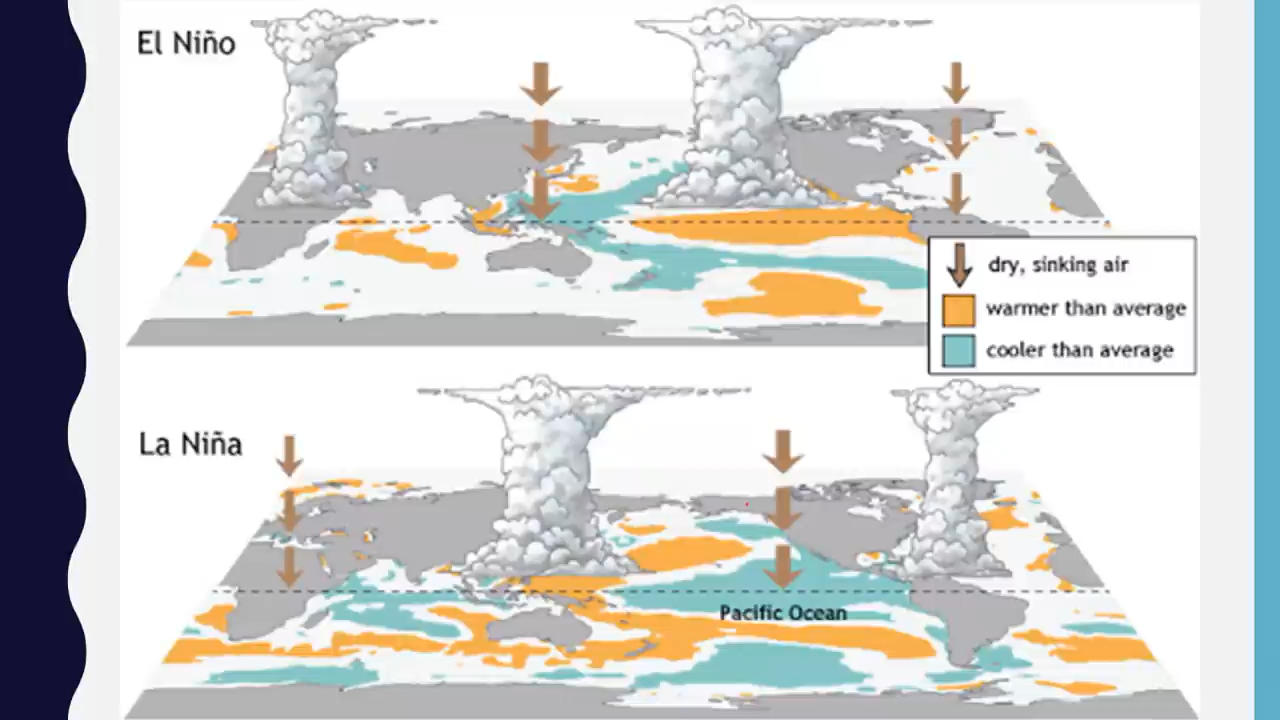 El Niño
dry, sinking air
warmer than average
cooler than average
La Niña
Pacific Ocean